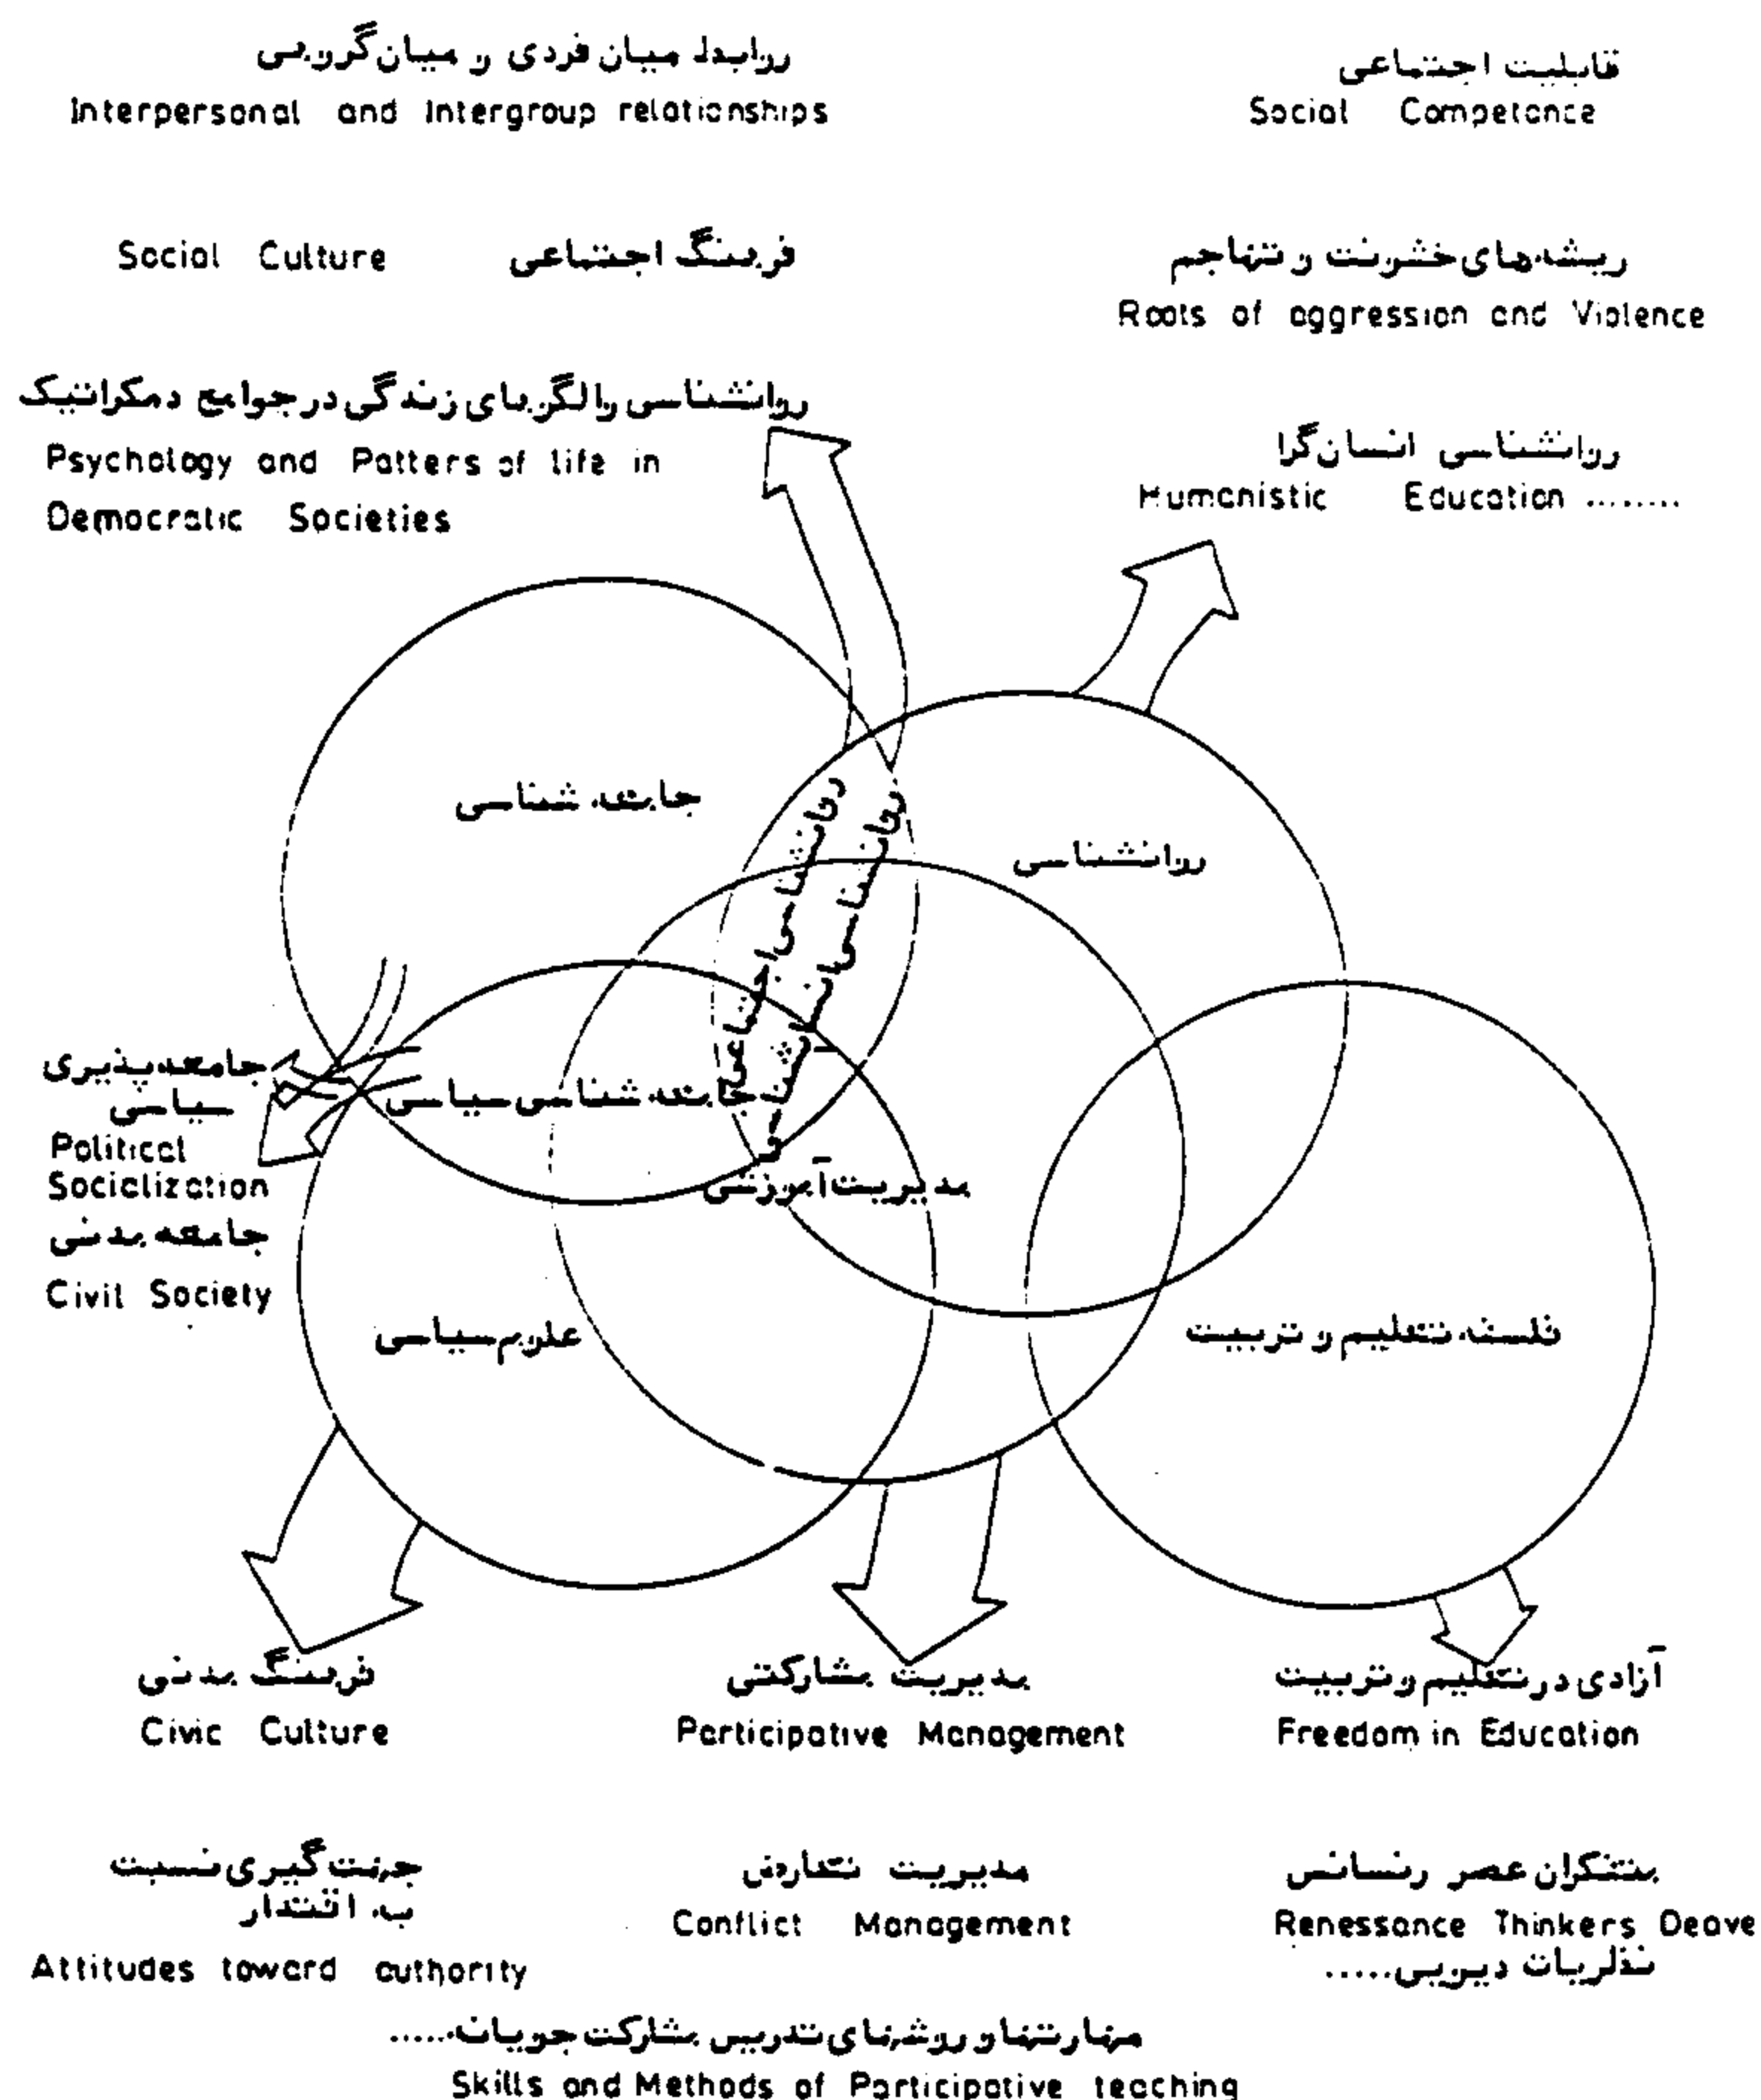 روابط میان فردی و میان گروهی
Interpersonal and Intergroup relationships
قابلیت اجتماعی
Social Competance
Social Culture فرهنگ اجتماعی
ریشه‌های خشونت و تهاجم
Roots of aggression and Violence
روانشناسی و الگوهای زندگی در جوامع دمکراتیک
Psychology and Patters of life in
Democratic Societies
روانشناسی انسان‌گرا
Humanistic Education ........
جامعه شناسی
روانشناسی
روانشناسی اجتماعی
روانشناسی
جامعه‌پذیری
سیاسی
Political
Socialization
جامعه مدنی
Civil Society
جامعه شناسی سیاسی
مدیریت آموزشی
علوم سیاسی
فلسفه تعلیم و تربیت
فرهنگ مدنی
Civic Culture
مدیریت مشارکتی
Participative Management
آزادی در تعلیم و تربیت
Freedom in Education
جهت گیری نسبت
به اقتدار
Attitudes toward authority
مدیریت تعارض
Conflict Management
متفکران عصر رنسانس
Renessance Thinkers Deave
نظریات دیویی.....
مهارتها و روشهای تدریس مشارکت جویانه.....
Skills and Methods of Participative teaching